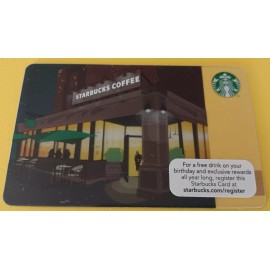 STARBUCKS COFFEE
For a free drink on your
birthday and exclusive rewards
all year long, register this
Starbucks Card at
starbucks.com/register